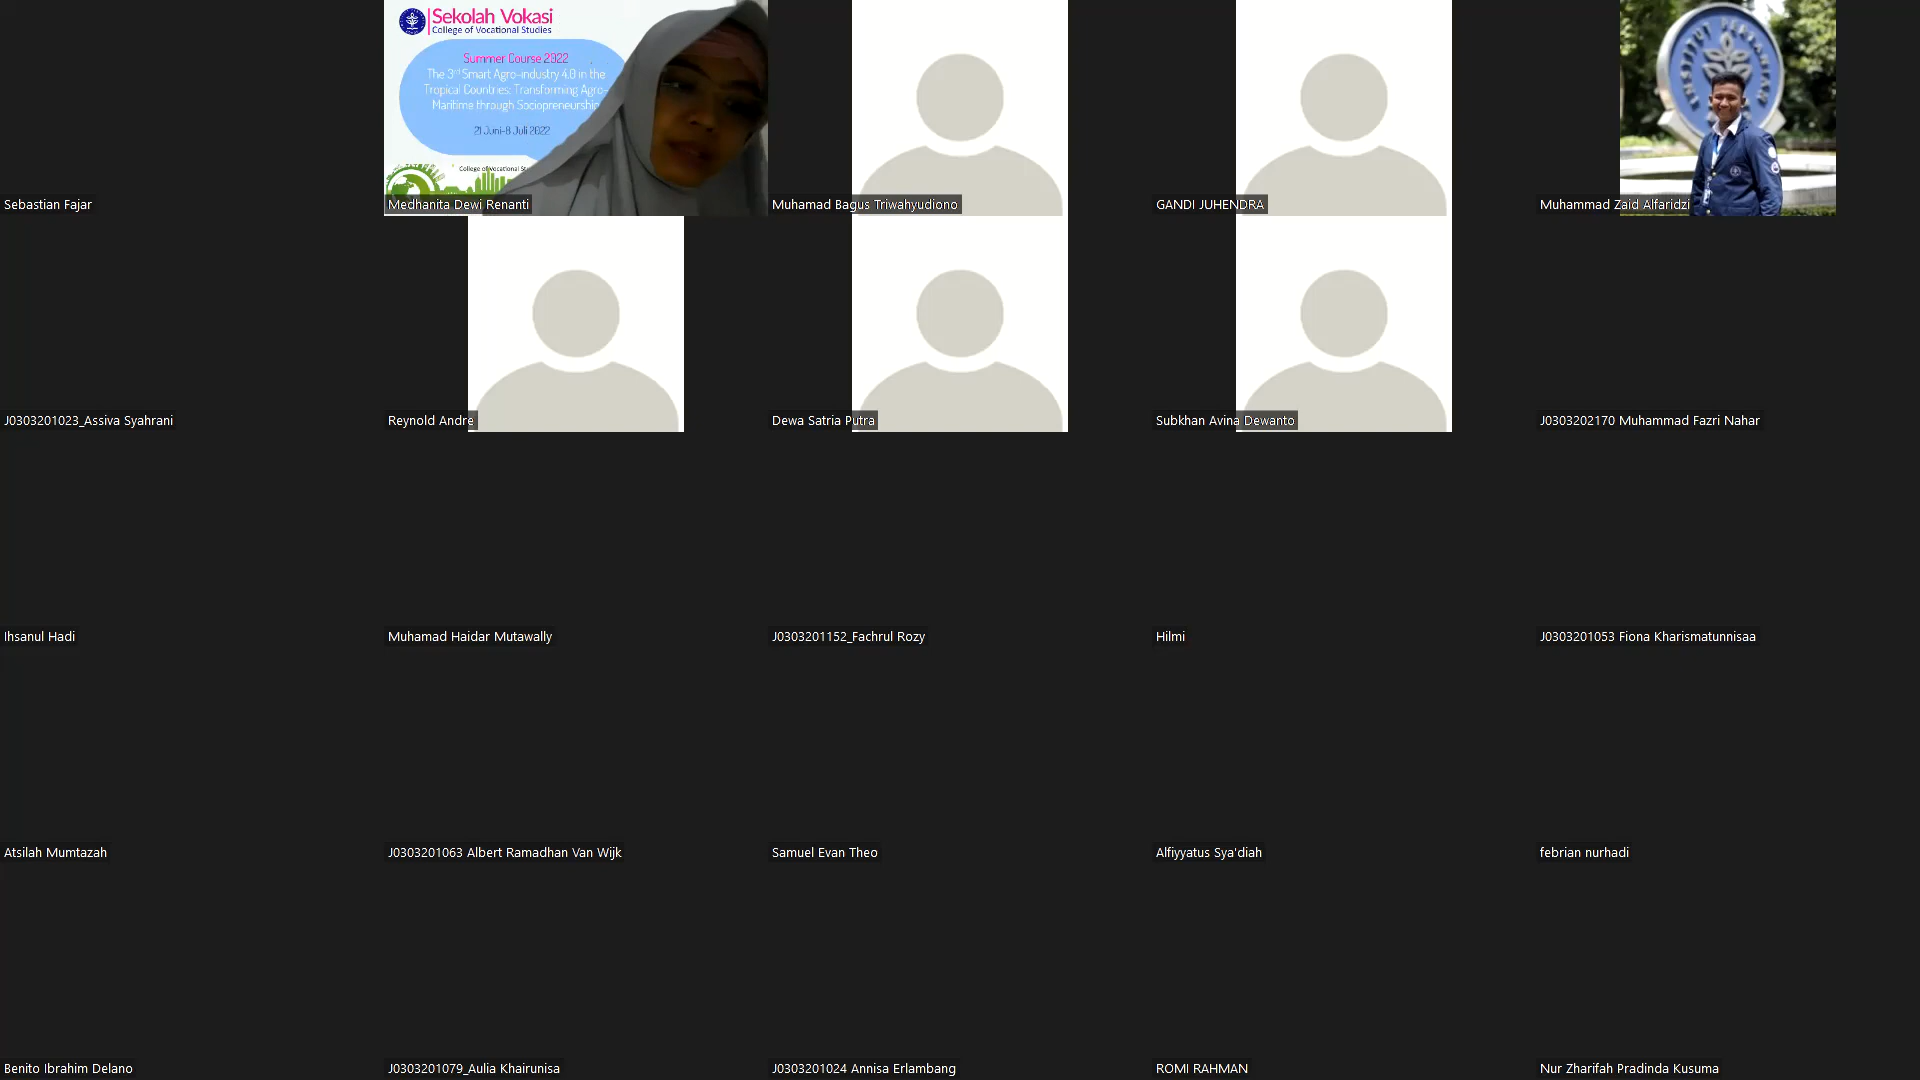 Sekolah Vokasi
College of Vocational Studies
Summer Course 2022
The 3rd Smart Agro-industry 4.0 in the
Tropical Countries: Transforming Agro-
Maritime through Sociopreneurship
21 Juni-8 Juli 2022
College of Vocational
INSTITUT PERTANIAN
Sebastian Fajar
Medhanita Dewi Renanti
Muhamad Bagus Triwahyudiono
GANDI JUHENDRA
Muhammad Zaid Alfaridzi
J0303201023_Assiva Syahrani
Reynold Andre
Dewa Satria Putra
Subkhan Avina Dewanto
J0303202170 Muhammad Fazri Nahar
Ihsanul Hadi
Muhamad Haidar Mutawally
J0303201152_Fachrul Rozy
Hilmi
J0303201053 Fiona Kharismatunnisaa
Atsilah Mumtazah
J0303201063 Albert Ramadhan Van Wijk
Samuel Evan Theo
Alfiyyatus Sya'diah
febrian nurhadi
Benito Ibrahim Delano
J0303201079_Aulia Khairunisa
J0303201024 Annisa Erlambang
ROMI RAHMAN
Nur Zharifah Pradinda Kusuma